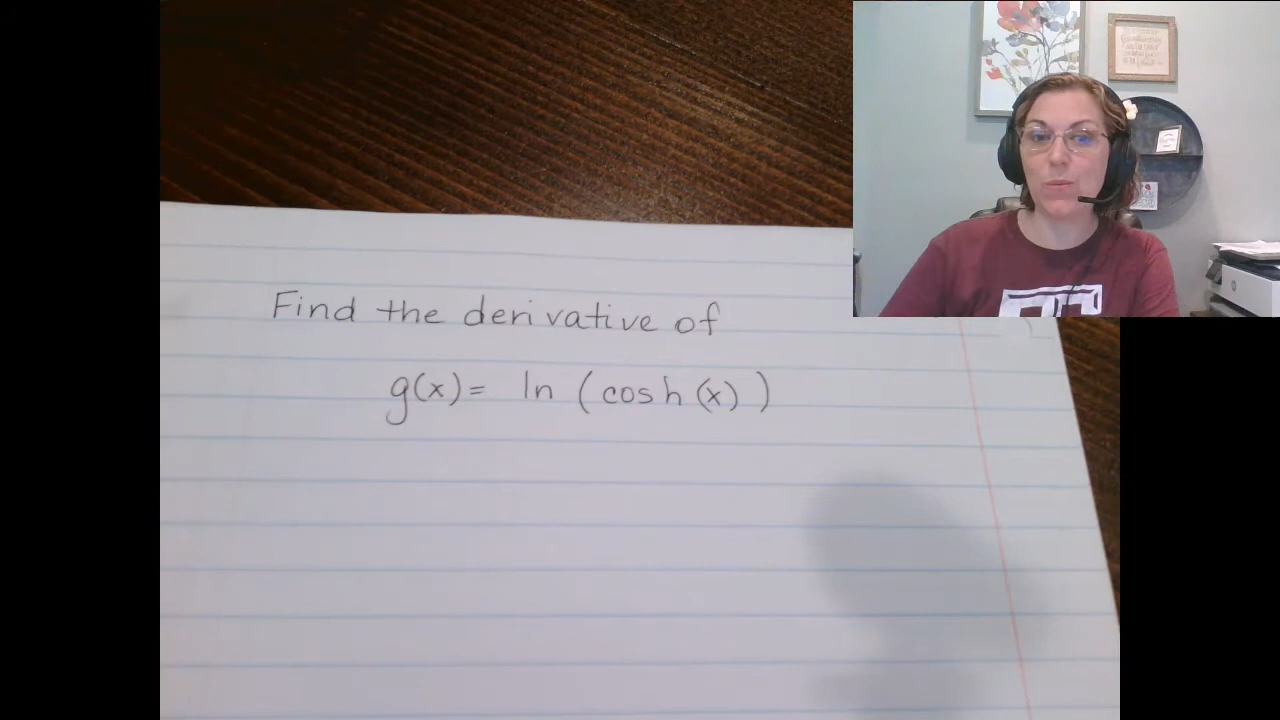 Find the derivative of
g(x) = ln (cosh (x) )